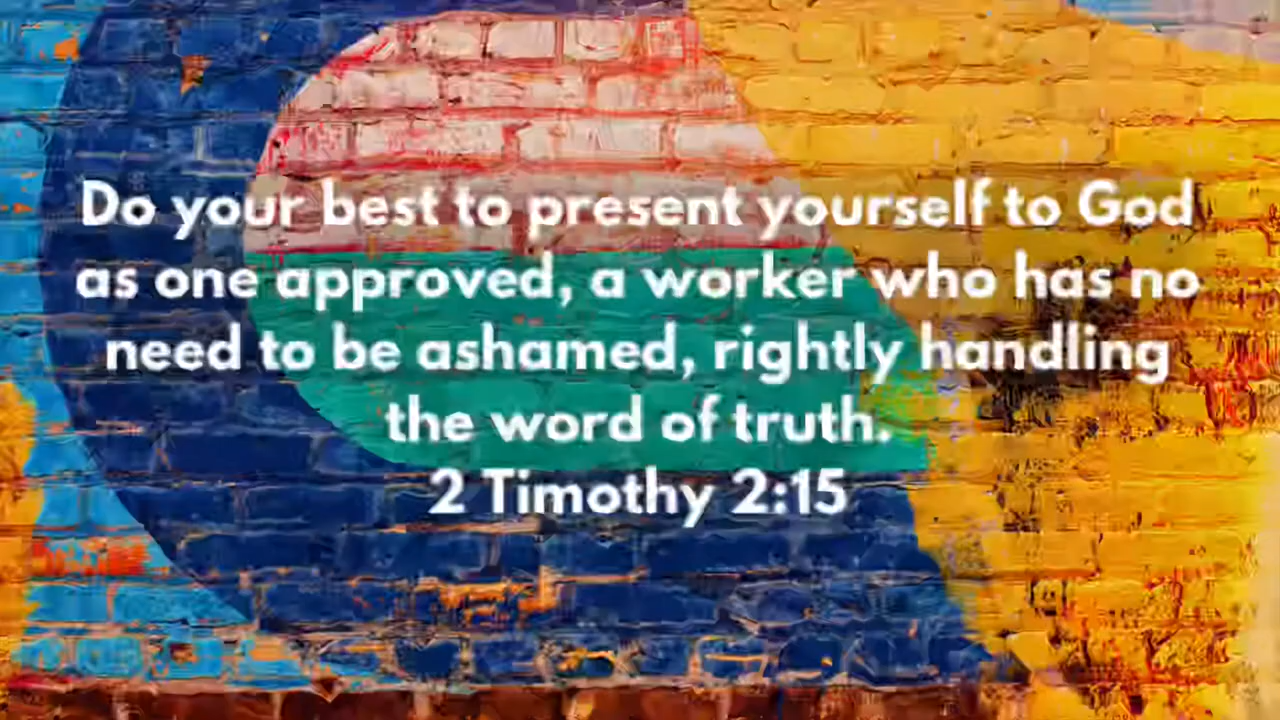 Do your best to present yourself to God
as one approved, a worker who has no
need to be ashamed, rightly handling
the word of truth.
2 Timothy 2:15